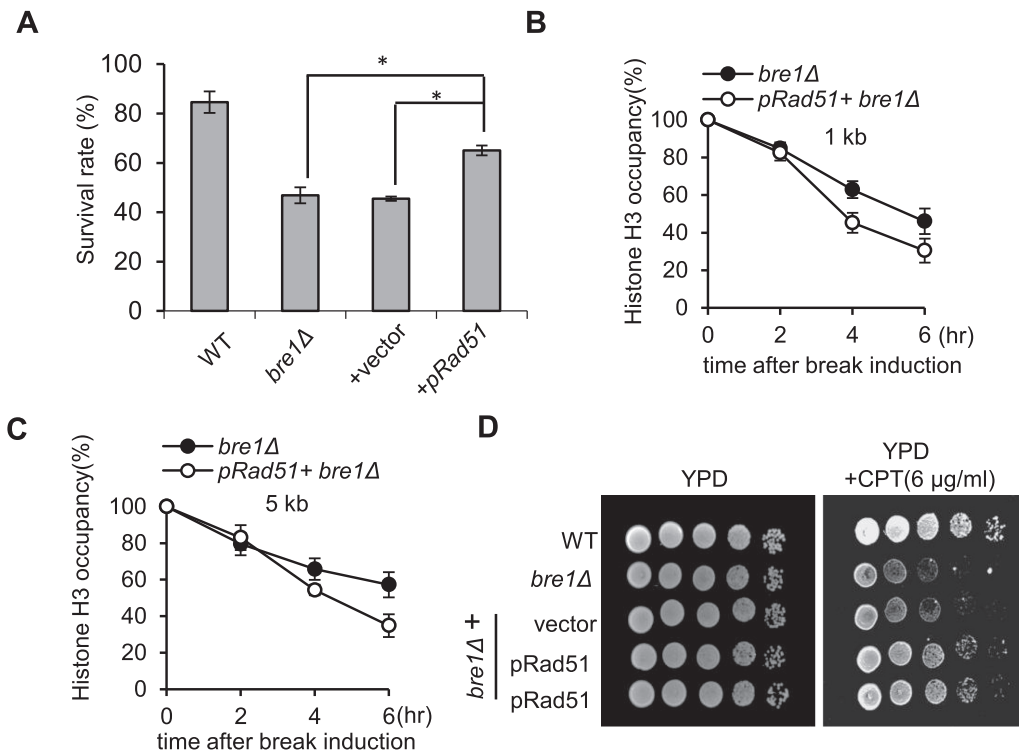 A
Survival rate (%)
100
80
60
40
20
0
*
*
WT
bre1Δ
+vector
+pRad51
B
bre1Δ
pRad51+ bre1Δ
1 kb
Histone H3 occupancy(%)
100
80
60
40
20
0
0 2 4 6 (hr)
time after break induction
C
bre1Δ
pRad51+ bre1Δ
5 kb
Histone H3 occupancy(%)
100
80
60
40
20
0
0 2 4 6(hr)
time after break induction
D
YPD
YPD
+CPT(6 µg/ml)
WT
bre1Δ
bre1Δ +
vector
pRad51
pRad51